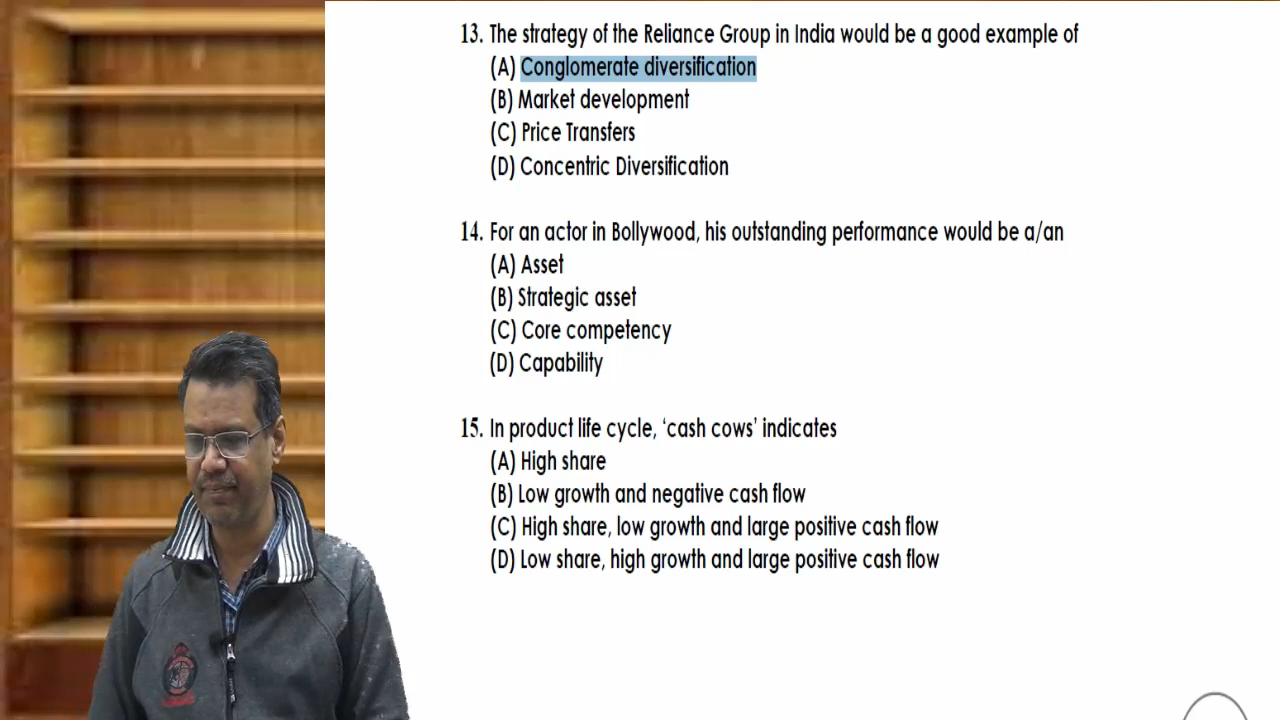 13. The strategy of the Reliance Group in India would be a good example of
(A) Conglomerate diversification
(B) Market development
(C) Price Transfers
(D) Concentric Diversification
14. For an actor in Bollywood, his outstanding performance would be a/an
(A) Asset
(B) Strategic asset
(C) Core competency
(D) Capability
15. In product life cycle, ‘cash cows’ indicates
(A) High share
(B) Low growth and negative cash flow
(C) High share, low growth and large positive cash flow
(D) Low share, high growth and large positive cash flow